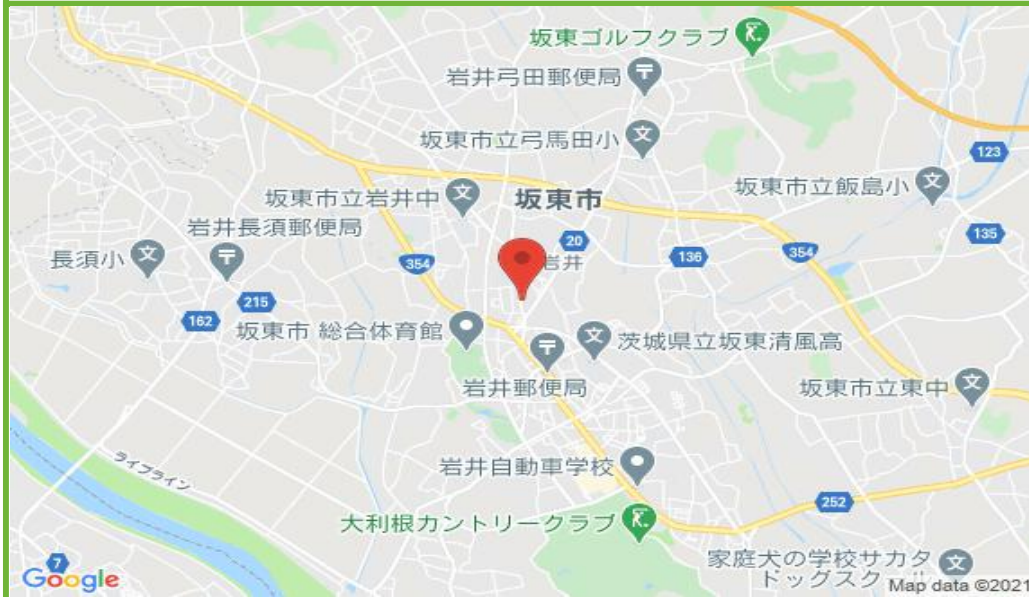 坂東ゴルフクラブ
岩井弓田郵便局
坂東市立弓馬田小
123
坂東市立飯島小
坂東市立岩井中
坂東市
岩井長須郵便局
長須小
20
岩井
135
136
354
354
215
162
坂東市 総合体育館
茨城県立坂東清風高
岩井郵便局
坂東市立東中
ライフライン
岩井自動車学校
252
大利根カントリークラブ
家庭犬の学校サカタ
ドッグスク
7
Google
Map data ©2021